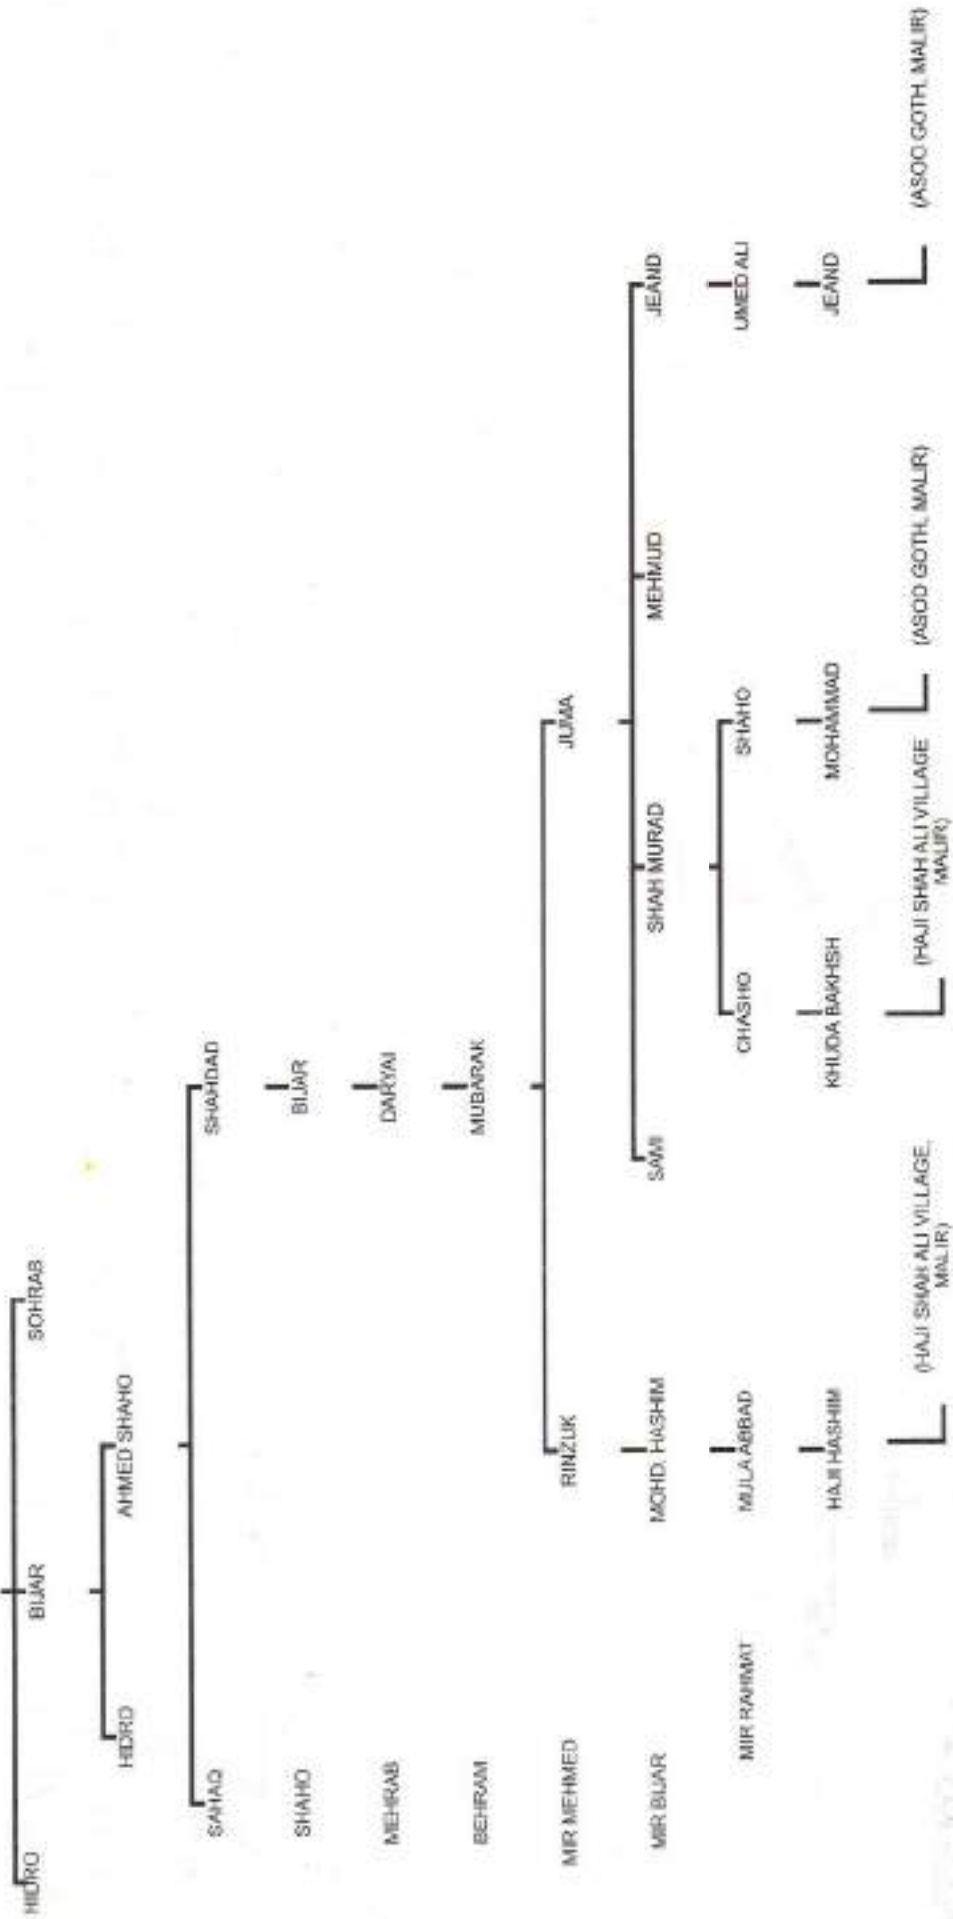 HIDRO BIJAR SOHRAB
HIDRO AHMED SHAHO
SAHAQ SHAHDAD
SHAHO BIJAR
MEHRAB DARYAI
BEHRAM MUBARAK
MIR MEHMED RINZUK JUMA
MIR BIJAR MOHD. HASHIM SAMI SHAH MURAD MEHMUD JEAND
MIR RAHMAT MULA ABBAD CHASHO SHAHO UMED ALI
HAJI HASHIM KHUDA BAKHSH MOHAMMAD JEAND
(HAJI SHAH ALI VILLAGE, (HAJI SHAH ALI VILLAGE (ASOO GOTH, MALIR) (ASOO GOTH, MALIR)
MALIR) MALIR)